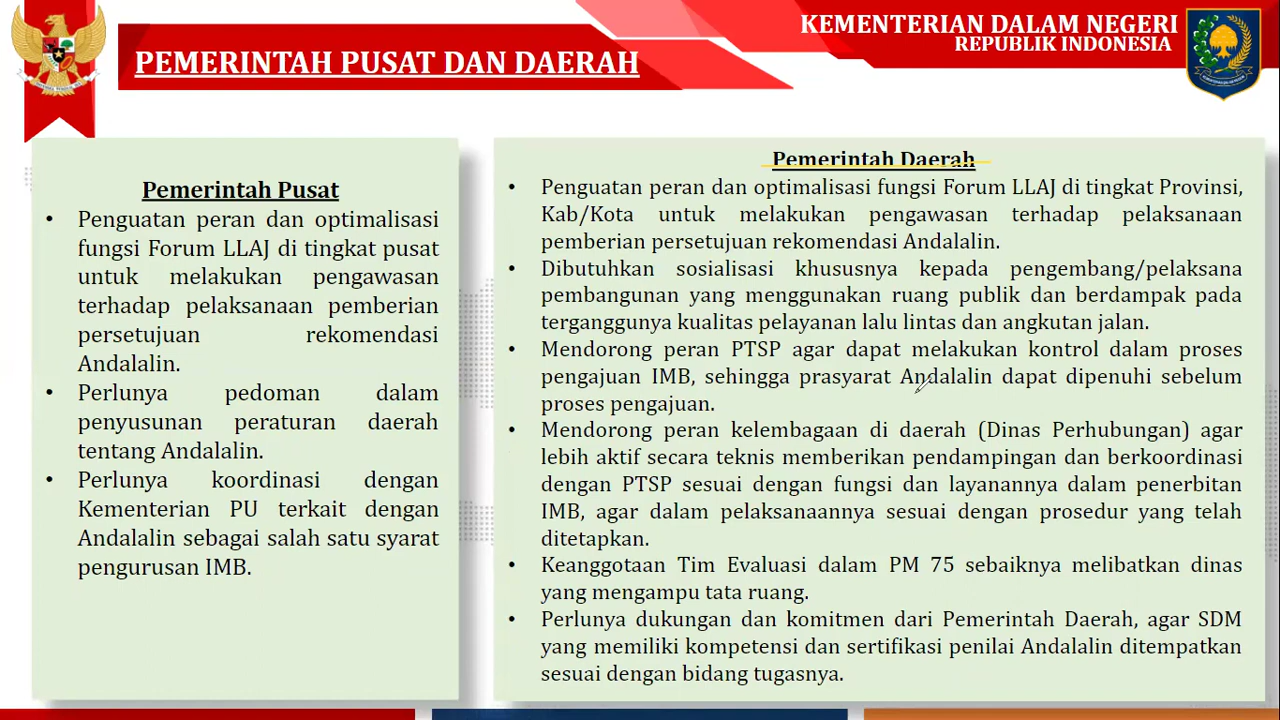 KEMENTERIAN DALAM NEGERI
REPUBLIK INDONESIA
PEMERINTAH PUSAT DAN DAERAH
Pemerintah Pusat
• Penguatan peran dan optimalisasi
fungsi Forum LLAJ di tingkat pusat
untuk melakukan pengawasan
terhadap pelaksanaan pemberian
persetujuan rekomendasi
Andalalin.
• Perlunya pedoman dalam
penyusunan peraturan daerah
tentang Andalalin.
• Perlunya koordinasi dengan
Kementerian PU terkait dengan
Andalalin sebagai salah satu syarat
pengurusan IMB.
Pemerintah Daerah
• Penguatan peran dan optimalisasi fungsi Forum LLAJ di tingkat Provinsi,
Kab/Kota untuk melakukan pengawasan terhadap pelaksanaan
pemberian persetujuan rekomendasi Andalalin.
• Dibutuhkan sosialisasi khususnya kepada pengembang/pelaksana
pembangunan yang menggunakan ruang publik dan berdampak pada
terganggunya kualitas pelayanan lalu lintas dan angkutan jalan.
• Mendorong peran PTSP agar dapat melakukan kontrol dalam proses
pengajuan IMB, sehingga prasyarat Andalalin dapat dipenuhi sebelum
proses pengajuan.
• Mendorong peran kelembagaan di daerah (Dinas Perhubungan) agar
lebih aktif secara teknis memberikan pendampingan dan berkoordinasi
dengan PTSP sesuai dengan fungsi dan layanannya dalam penerbitan
IMB, agar dalam pelaksanaannya sesuai dengan prosedur yang telah
ditetapkan.
• Keanggotaan Tim Evaluasi dalam PM 75 sebaiknya melibatkan dinas
yang mengampu tata ruang.
• Perlunya dukungan dan komitmen dari Pemerintah Daerah, agar SDM
yang memiliki kompetensi dan sertifikasi penilai Andalalin ditempatkan
sesuai dengan bidang tugasnya.